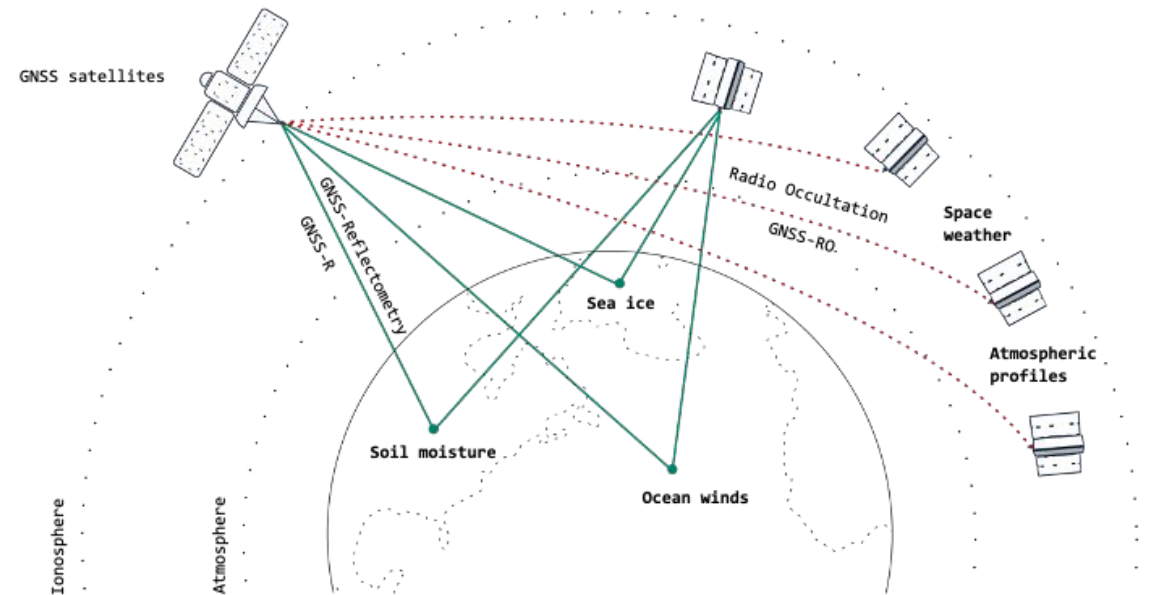 GNSS satellites
GNSS-Reflectometry
GNSS-R
Radio Occultation
GNSS-RO
Space
weather
Sea ice
Atmospheric
profiles
Soil moisture
Ocean winds
Ionosphere
Atmosphere